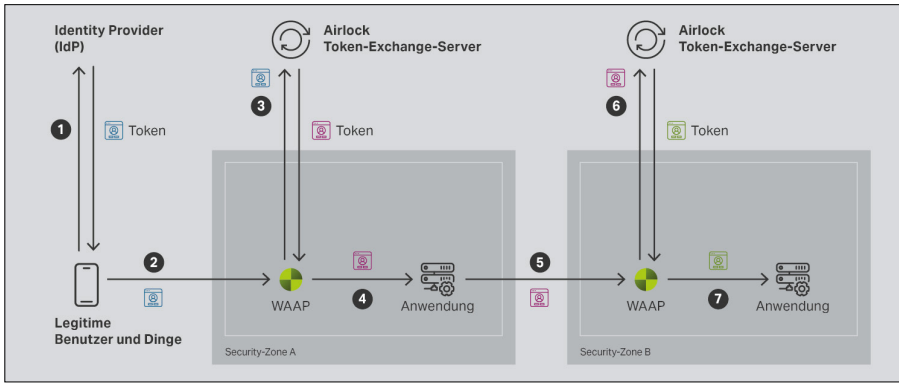 Identity Provider
(IdP)
Airlock
Token-Exchange-Server
Airlock
Token-Exchange-Server
3
6
1
Token
Token
Token
2
5
WAAP
4
Anwendung
WAAP
7
Anwendung
Legitime
Benutzer und Dinge
Security-Zone A
Security-Zone B